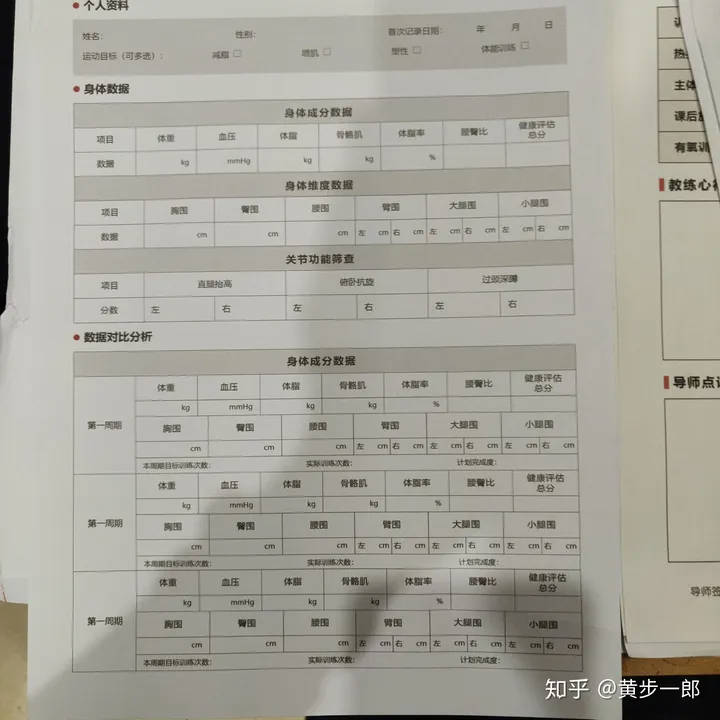 个人资料
姓名： 性别： 首次记录日期： 年 月 日
运动目标（可多选）： 减脂 增肌 塑性 体能训练
身体数据
身体成分数据
项目 体重 血压 体脂 骨骼肌 体脂率 腰臀比 健康评估总分
数据 kg mmHg kg kg %
身体维度数据
项目 胸围 臀围 腰围 臂围 大腿围 小腿围
数据 cm cm cm 左 cm 右 cm 左 cm 右 cm 左 cm 右 cm
关节功能筛查
项目 直腿抬高 俯卧抗旋 过顶深蹲
分数 左 右 左 右 左 右
数据对比分析
身体成分数据
第一周期
体重 血压 体脂 骨骼肌 体脂率 腰臀比 健康评估总分
kg mmHg kg kg %
胸围 臀围 腰围 臂围 大腿围 小腿围
cm cm cm 左 cm 右 cm 左 cm 右 cm 左 cm 右 cm
本周期目标训练次数： 实际训练次数： 计划完成度：
第一周期
体重 血压 体脂 骨骼肌 体脂率 腰臀比 健康评估总分
kg mmHg kg kg %
胸围 臀围 腰围 臂围 大腿围 小腿围
cm cm cm 左 cm 右 cm 左 cm 右 cm 左 cm 右 cm
本周期目标训练次数： 实际训练次数： 计划完成度：
第一周期
体重 血压 体脂 骨骼肌 体脂率 腰臀比 健康评估总分
kg mmHg kg kg %
胸围 臀围 腰围 臂围 大腿围 小腿围
cm cm cm 左 cm 右 cm 左 cm 右 cm 左 cm 右 cm
本周期目标训练次数： 实际训练次数： 计划完成度：
主体
课后
有氧训
教练心
导师点
导师签
知乎 @黄步一郎